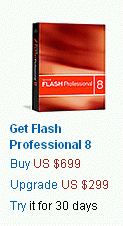 FLASH Professional 8
Get Flash
Professional 8
Buy US $699
Upgrade US $299
Try it for 30 days